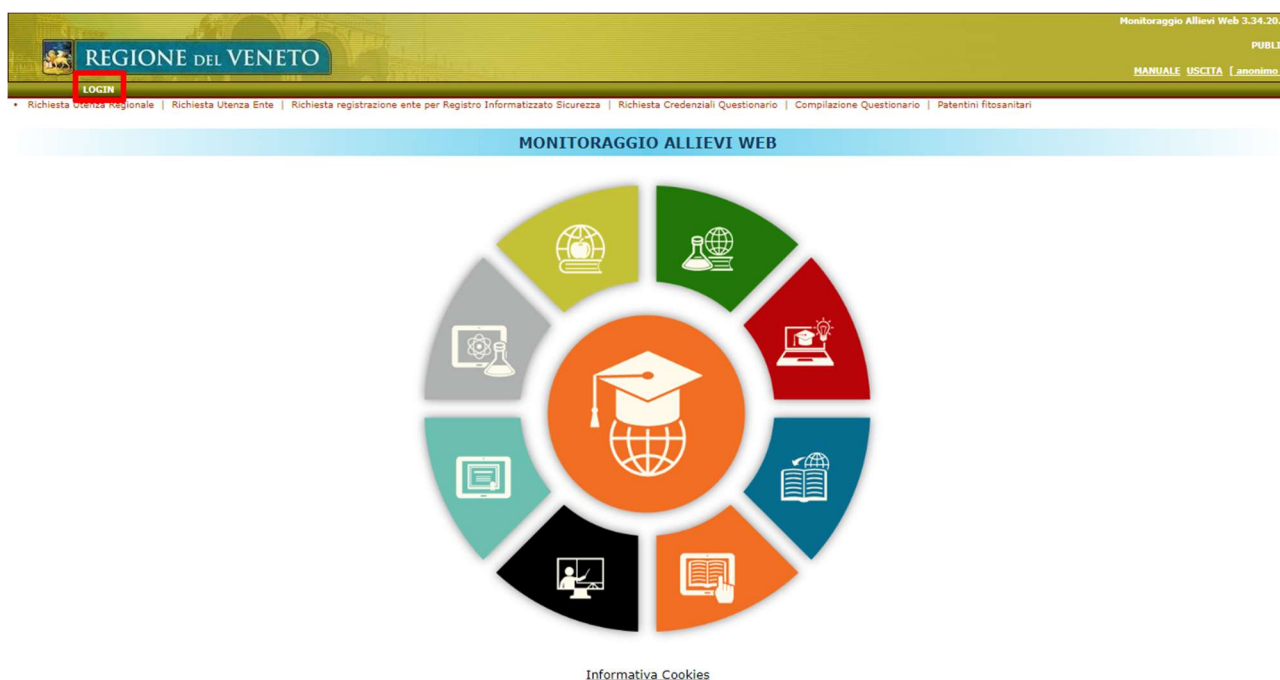 Monitoraggio Allievi Web 3.34.20.
REGIONE DEL VENETO
PUBLI
MANUALE USCITA [ anonimo
LOGIN
• Richiesta Utenza Regionale | Richiesta Utenza Ente | Richiesta registrazione ente per Registro Informatizzato Sicurezza | Richiesta Credenziali Questionario | Compilazione Questionario | Patentini fitosanitari
MONITORAGGIO ALLIEVI WEB
Informativa Cookies